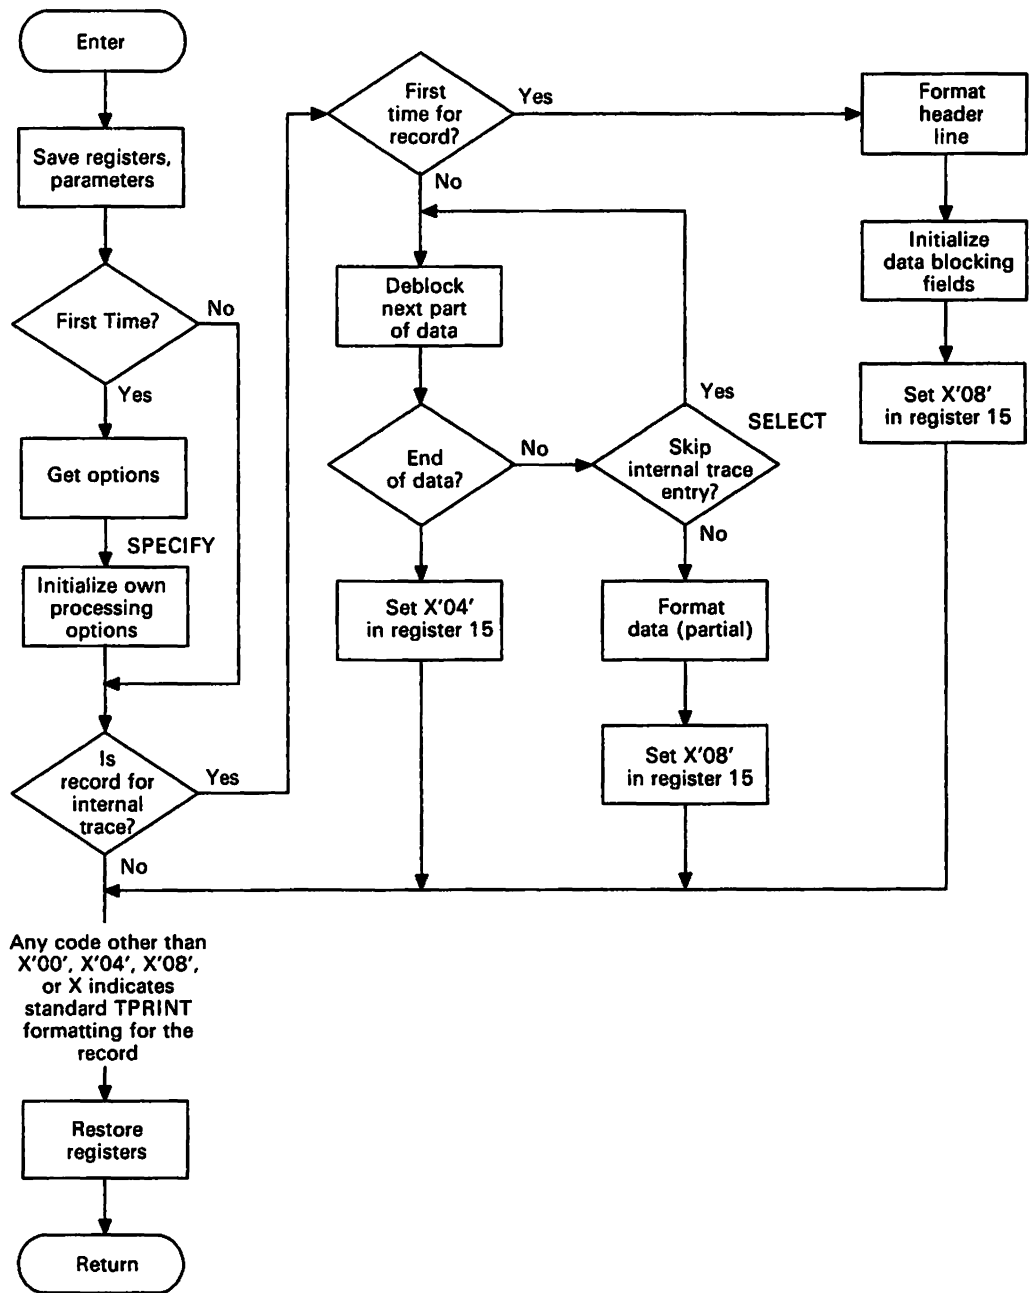 Enter
Save registers,
parameters
First Time?
No
Yes
Get options
SPECIFY
Initialize own
processing
options
Is
record for
internal
trace?
Yes
No
Any code other than
X'00', X'04', X'08',
or X indicates
standard TPRINT
formatting for the
record
Restore
registers
Return
First
time for
record?
Yes
No
Deblock
next part
of data
End
of data?
No
Set X'04'
in register 15
Yes
SELECT
Skip
internal trace
entry?
No
Format
data (partial)
Set X'08'
in register 15
Format
header
line
Initialize
data blocking
fields
Set X'08'
in register 15